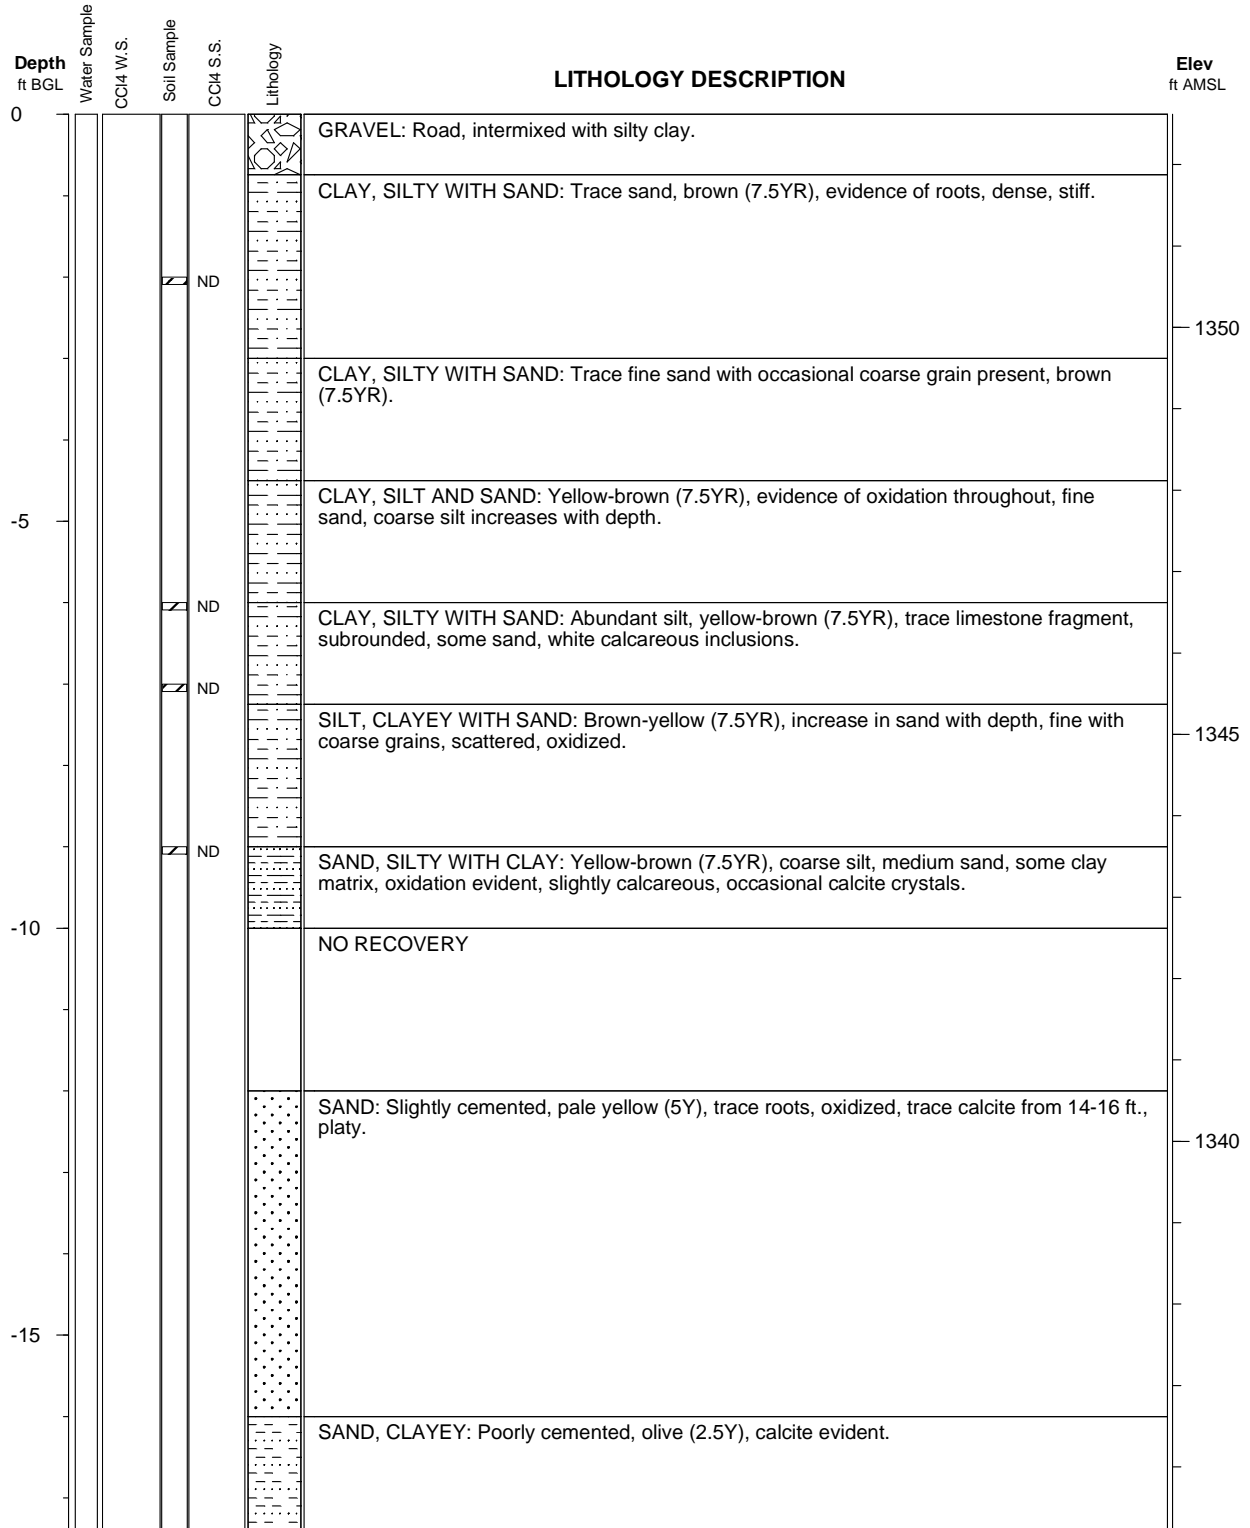 Depth
ft BGL
Water Sample
CCl4 W.S.
Soil Sample
CCl4 S.S.
Lithology
LITHOLOGY DESCRIPTION
Elev
ft AMSL
0
GRAVEL: Road, intermixed with silty clay.
CLAY, SILTY WITH SAND: Trace sand, brown (7.5YR), evidence of roots, dense, stiff.
ND
1350
CLAY, SILTY WITH SAND: Trace fine sand with occasional coarse grain present, brown
(7.5YR).
CLAY, SILT AND SAND: Yellow-brown (7.5YR), evidence of oxidation throughout, fine
sand, coarse silt increases with depth.
-5
ND
CLAY, SILTY WITH SAND: Abundant silt, yellow-brown (7.5YR), trace limestone fragment,
subrounded, some sand, white calcareous inclusions.
ND
SILT, CLAYEY WITH SAND: Brown-yellow (7.5YR), increase in sand with depth, fine with
coarse grains, scattered, oxidized.
1345
ND
SAND, SILTY WITH CLAY: Yellow-brown (7.5YR), coarse silt, medium sand, some clay
matrix, oxidation evident, slightly calcareous, occasional calcite crystals.
-10
NO RECOVERY
SAND: Slightly cemented, pale yellow (5Y), trace roots, oxidized, trace calcite from 14-16 ft.,
platy.
1340
-15
SAND, CLAYEY: Poorly cemented, olive (2.5Y), calcite evident.